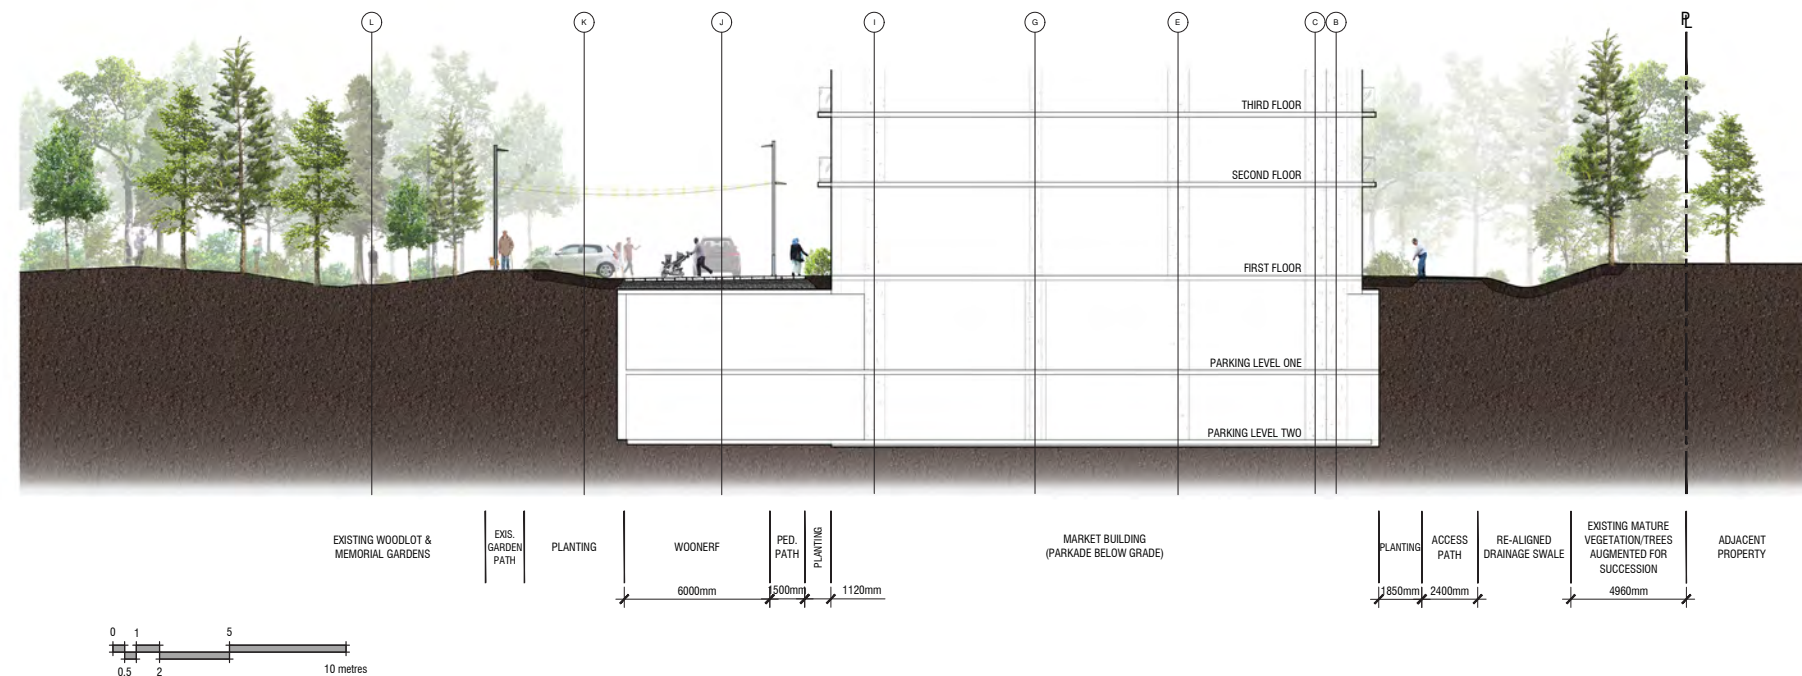 L
K
J
I
G
E
C
B
PL
THIRD FLOOR
SECOND FLOOR
FIRST FLOOR
PARKING LEVEL ONE
PARKING LEVEL TWO
EXISTING WOODLOT &
MEMORIAL GARDENS
EXIS.
GARDEN
PATH
PLANTING
WOONERF
PED.
PATH
PLANTING
MARKET BUILDING
(PARKADE BELOW GRADE)
PLANTING
ACCESS
PATH
RE-ALIGNED
DRAINAGE SWALE
EXISTING MATURE
VEGETATION/TREES
AUGMENTED FOR
SUCCESSION
ADJACENT
PROPERTY
6000mm
1500mm
1120mm
1850mm
2400mm
4960mm
0
1
5
0.5
2
10 metres